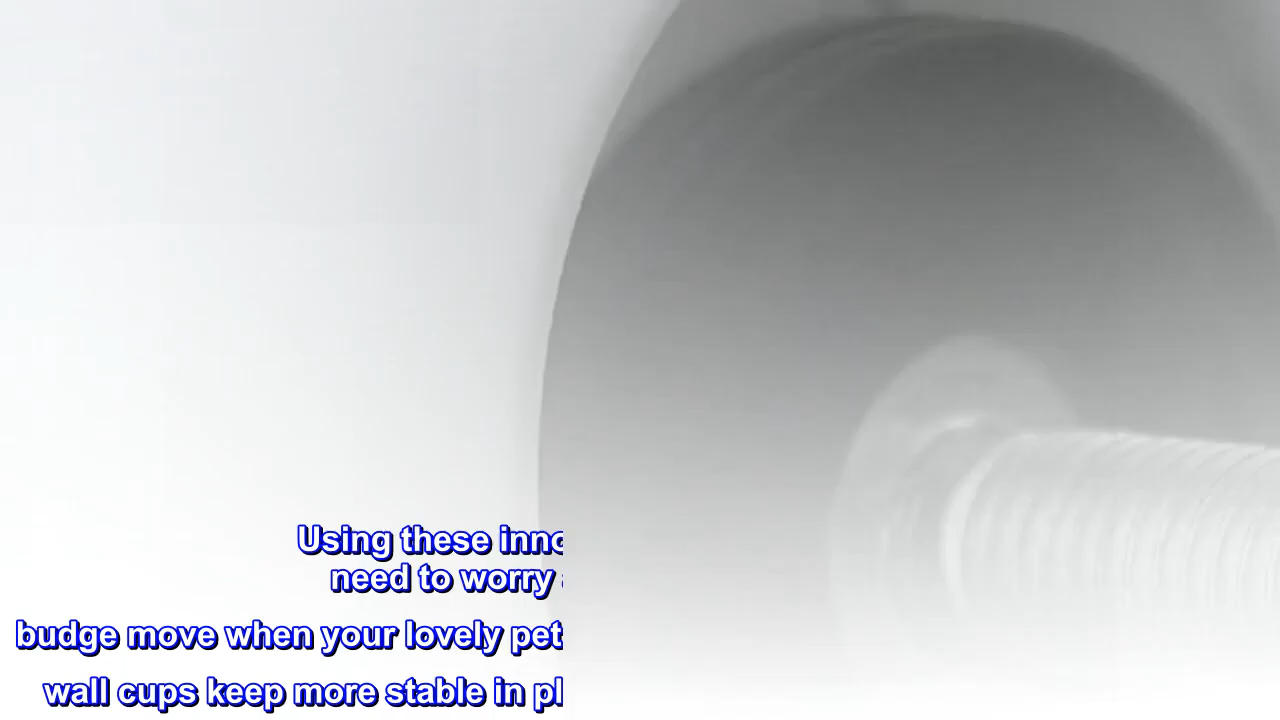 Using these inno
need to worry
budge move when your lovely pet
wall cups keep more stable in pl